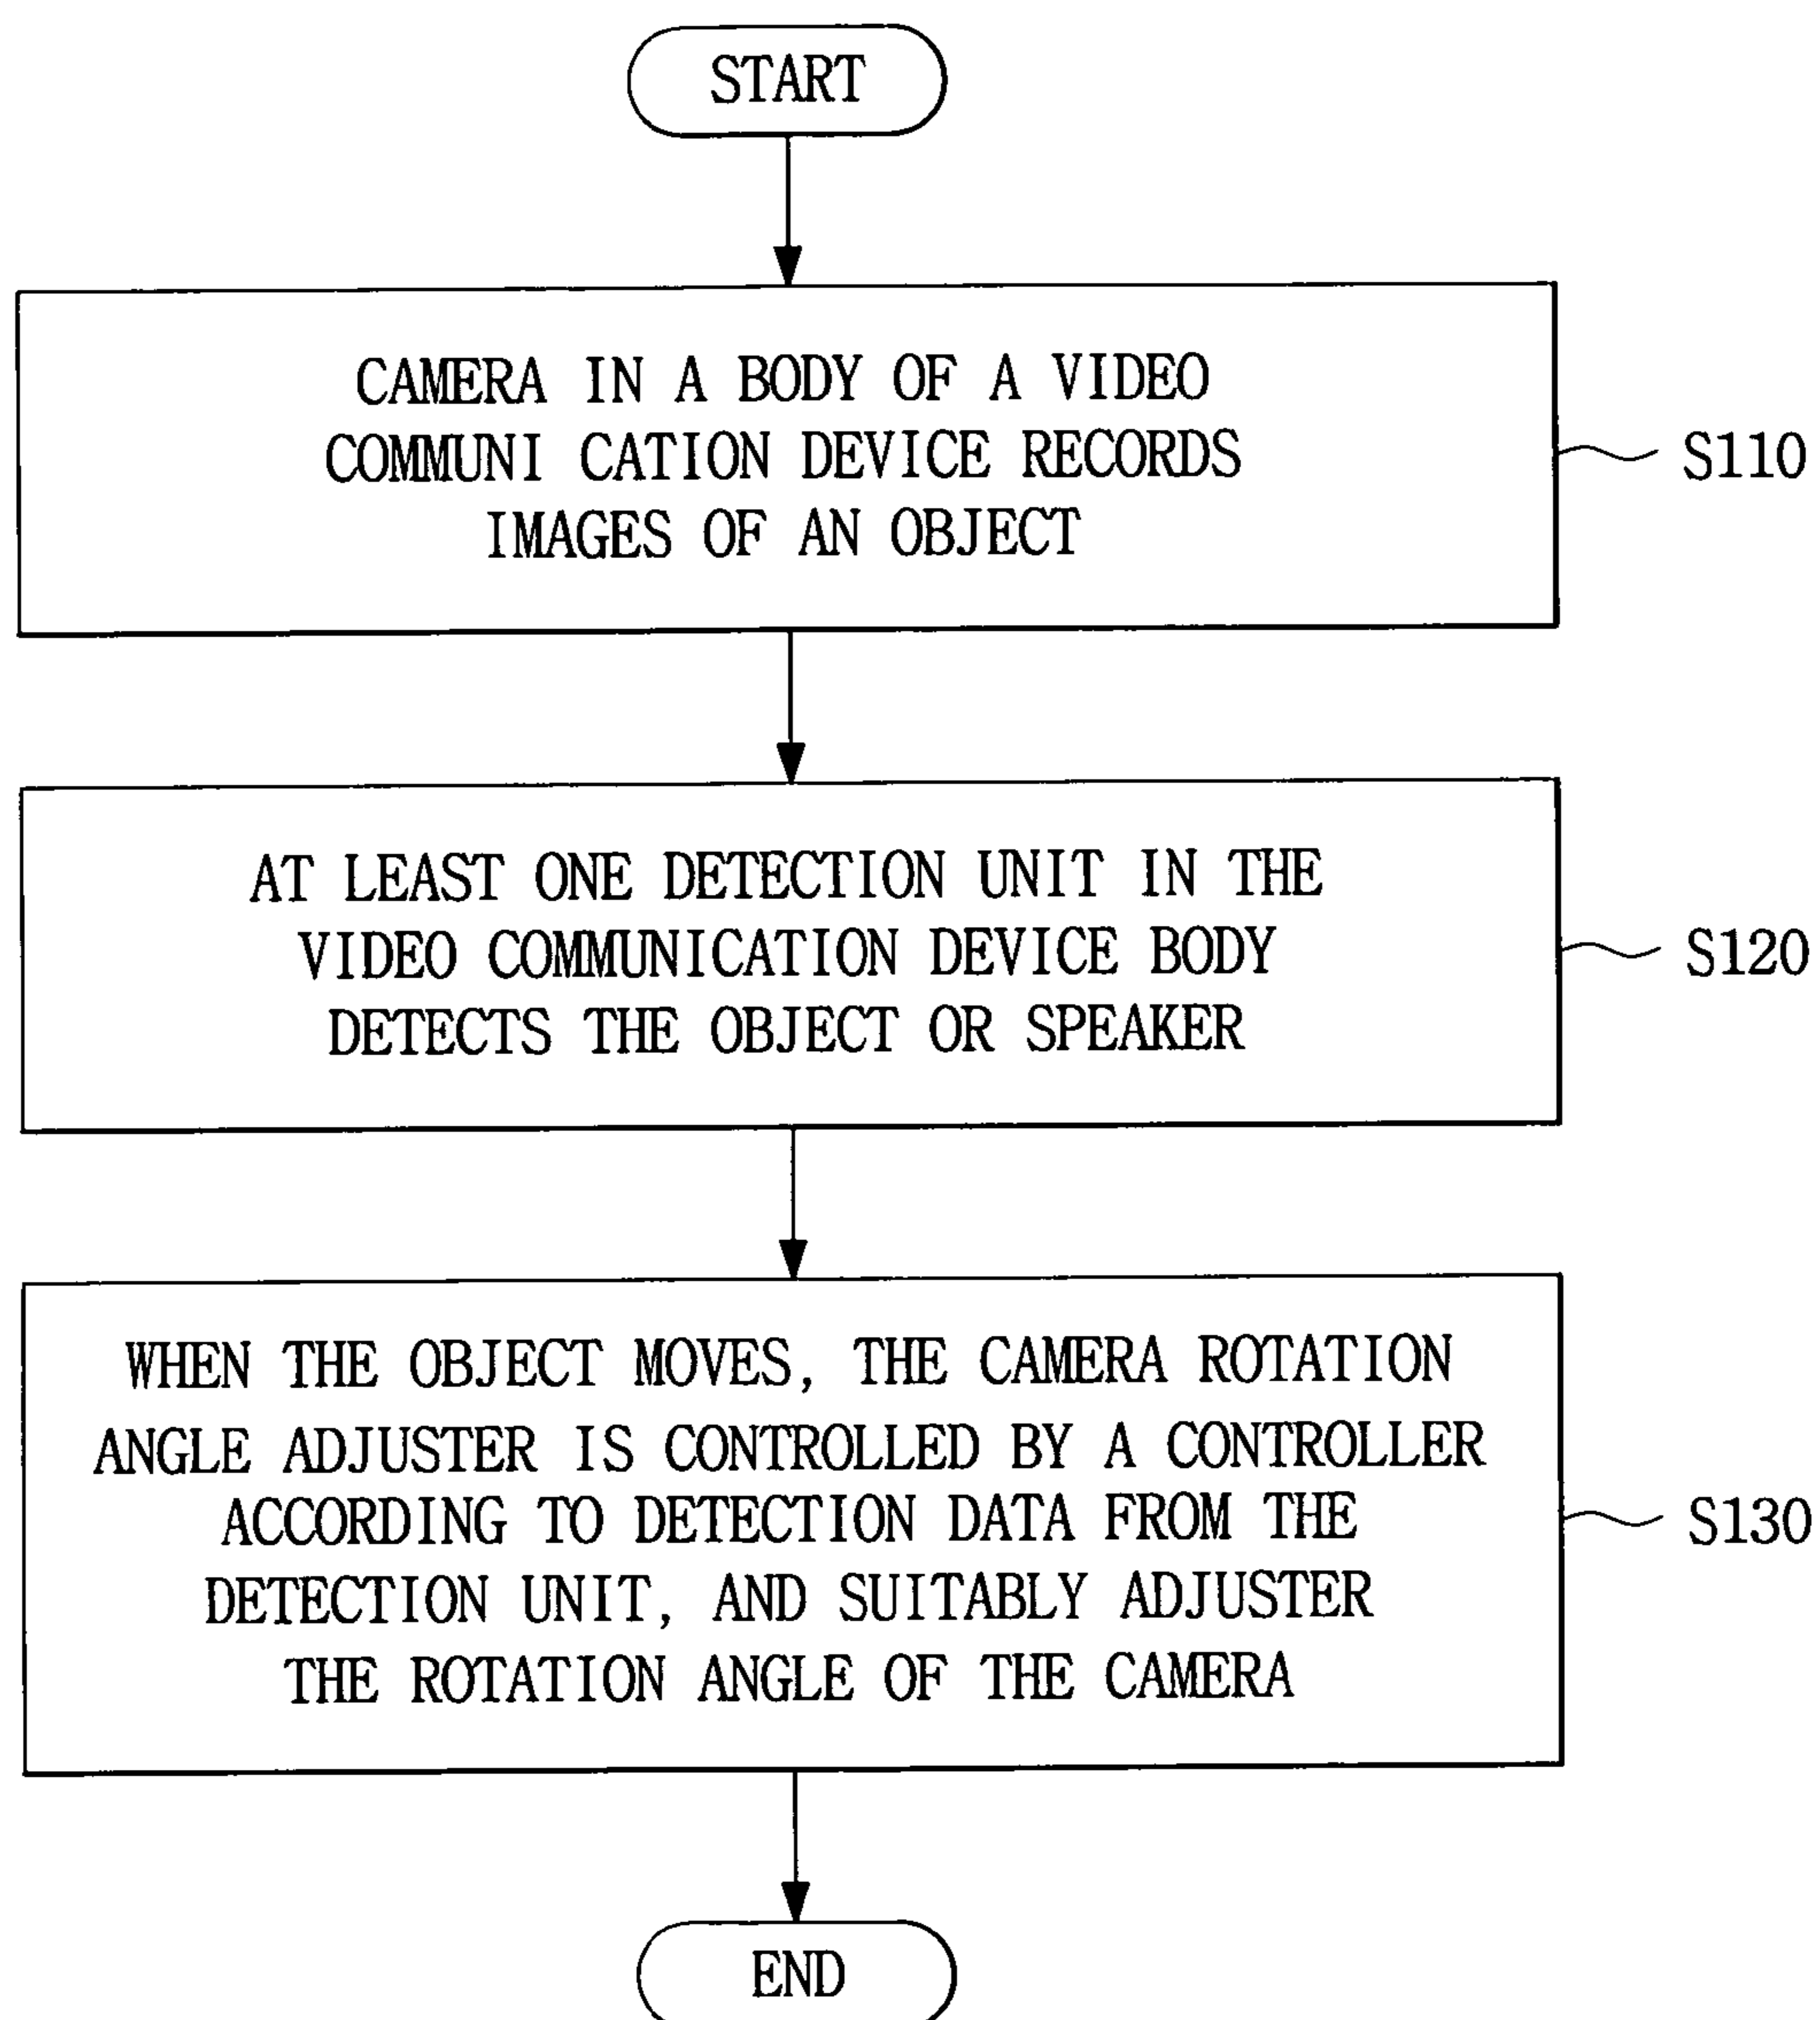 START
CAMERA IN A BODY OF A VIDEO
COMMUNI CATION DEVICE RECORDS
IMAGES OF AN OBJECT
S110
AT LEAST ONE DETECTION UNIT IN THE
VIDEO COMMUNICATION DEVICE BODY
DETECTS THE OBJECT OR SPEAKER
S120
WHEN THE OBJECT MOVES, THE CAMERA ROTATION
ANGLE ADJUSTER IS CONTROLLED BY A CONTROLLER
ACCORDING TO DETECTION DATA FROM THE
DETECTION UNIT, AND SUITABLY ADJUSTER
THE ROTATION ANGLE OF THE CAMERA
S130
END